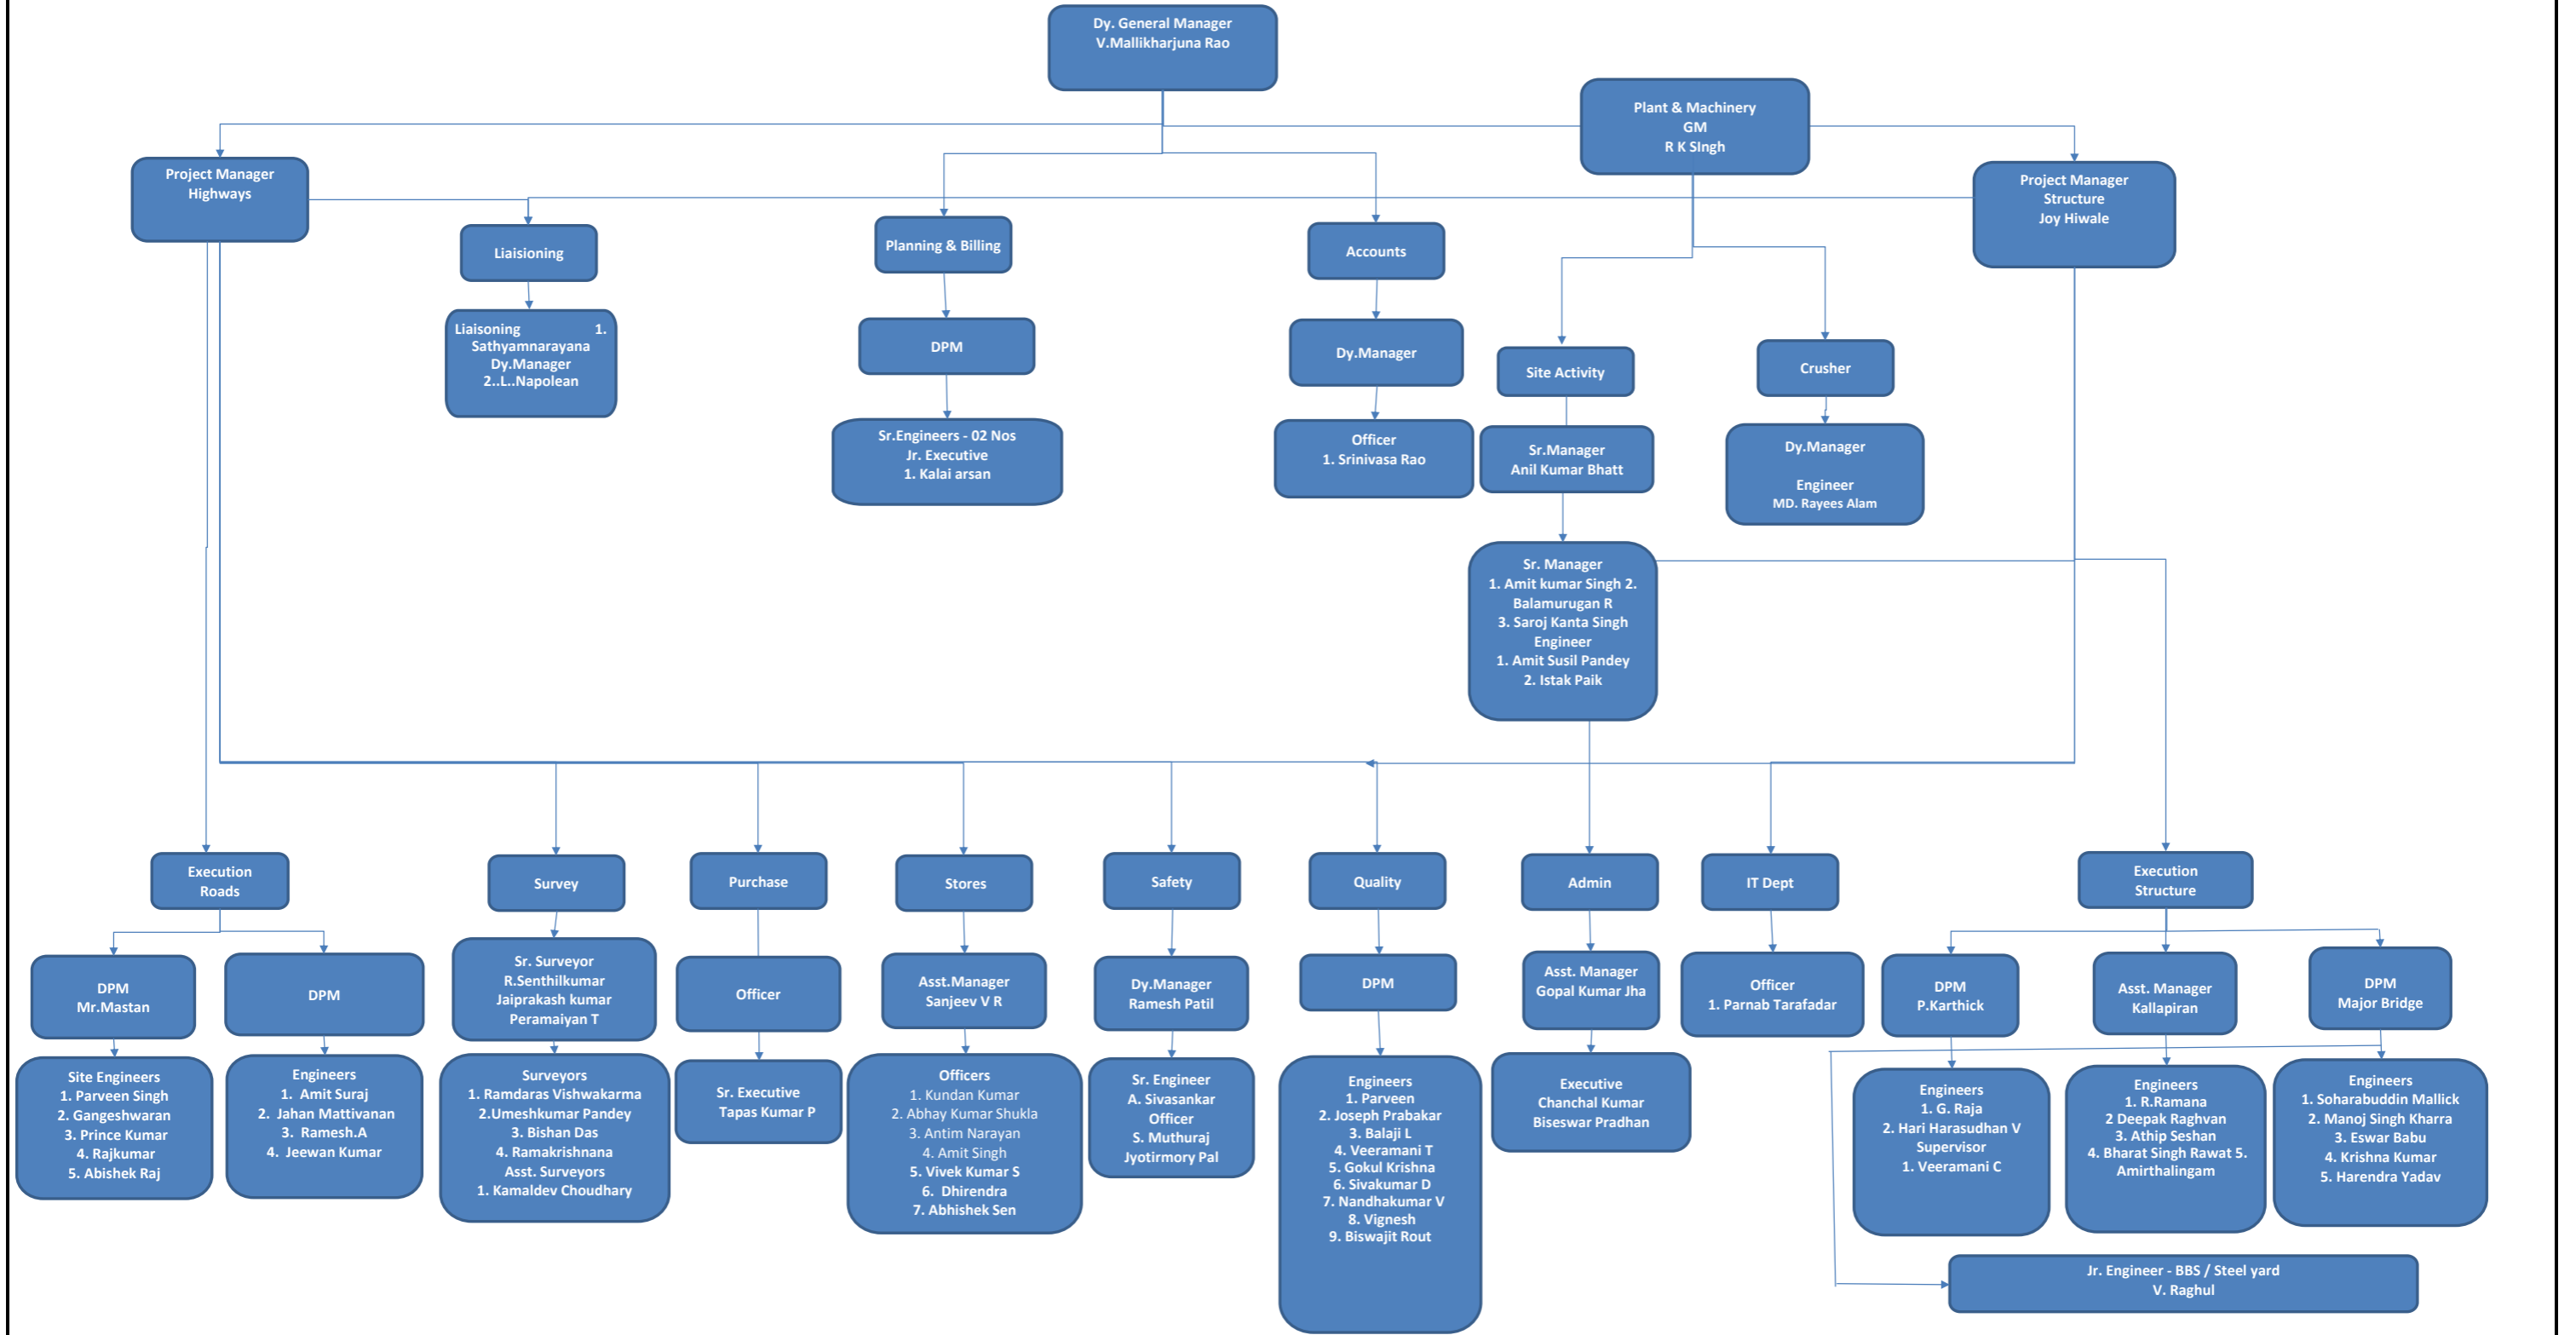 Dy. General Manager
V.Mallikharjuna Rao
Plant & Machinery
GM
R K SIngh
Project Manager
Highways
Project Manager
Structure
Joy Hiwale
Liaisioning
Planning & Billing
Accounts
Liaisoning 1.
Sathyamnarayana
Dy.Manager
2..L..Napolean
DPM
Dy.Manager
Site Activity
Crusher
Sr.Engineers - 02 Nos
Jr. Executive
1. Kalai arsan
Officer
1. Srinivasa Rao
Sr.Manager
Anil Kumar Bhatt
Dy.Manager
Engineer
MD. Rayees Alam
Sr. Manager
1. Amit kumar Singh 2.
Balamurugan R
3. Saroj Kanta Singh
Engineer
1. Amit Susil Pandey
2. Istak Paik
Execution
Roads
Survey
Purchase
Stores
Safety
Quality
Admin
IT Dept
Execution
Structure
DPM
Mr.Mastan
DPM
Sr. Surveyor
R.Senthilkumar
Jaiprakash kumar
Peramaiyan T
Officer
Asst.Manager
Sanjeev V R
Dy.Manager
Ramesh Patil
DPM
Asst. Manager
Gopal Kumar Jha
Officer
1. Parnab Tarafadar
DPM
P.Karthick
Asst. Manager
Kallapiran
DPM
Major Bridge
Site Engineers
1. Parveen Singh
2. Gangeshwaran
3. Prince Kumar
4. Rajkumar
5. Abishek Raj
Engineers
1. Amit Suraj
2. Jahan Mattivanan
3. Ramesh.A
4. Jeewan Kumar
Surveyors
1. Ramdaras Vishwakarma
2.Umeshkumar Pandey
3. Bishan Das
4. Ramakrishnana
Asst. Surveyors
1. Kamaldev Choudhary
Sr. Executive
Tapas Kumar P
Officers
1. Kundan Kumar
2. Abhay Kumar Shukla
3. Antim Narayan
4. Amit Singh
5. Vivek Kumar S
6. Dhirendra
7. Abhishek Sen
Sr. Engineer
A. Sivasankar
Officer
S. Muthuraj
Jyotirmory Pal
Engineers
1. Parveen
2. Joseph Prabakar
3. Balaji L
4. Veeramani T
5. Gokul Krishna
6. Sivakumar D
7. Nandhakumar V
8. Vignesh
9. Biswajit Rout
Executive
Chanchal Kumar
Biseswar Pradhan
Engineers
1. G. Raja
2. Hari Harasudhan V
Supervisor
1. Veeramani C
Engineers
1. R.Ramana
2 Deepak Raghvan
3. Athip Seshan
4. Bharat Singh Rawat 5.
Amirthalingam
Engineers
1. Soharabuddin Mallick
2. Manoj Singh Kharra
3. Eswar Babu
4. Krishna Kumar
5. Harendra Yadav
Jr. Engineer - BBS / Steel yard
V. Raghul